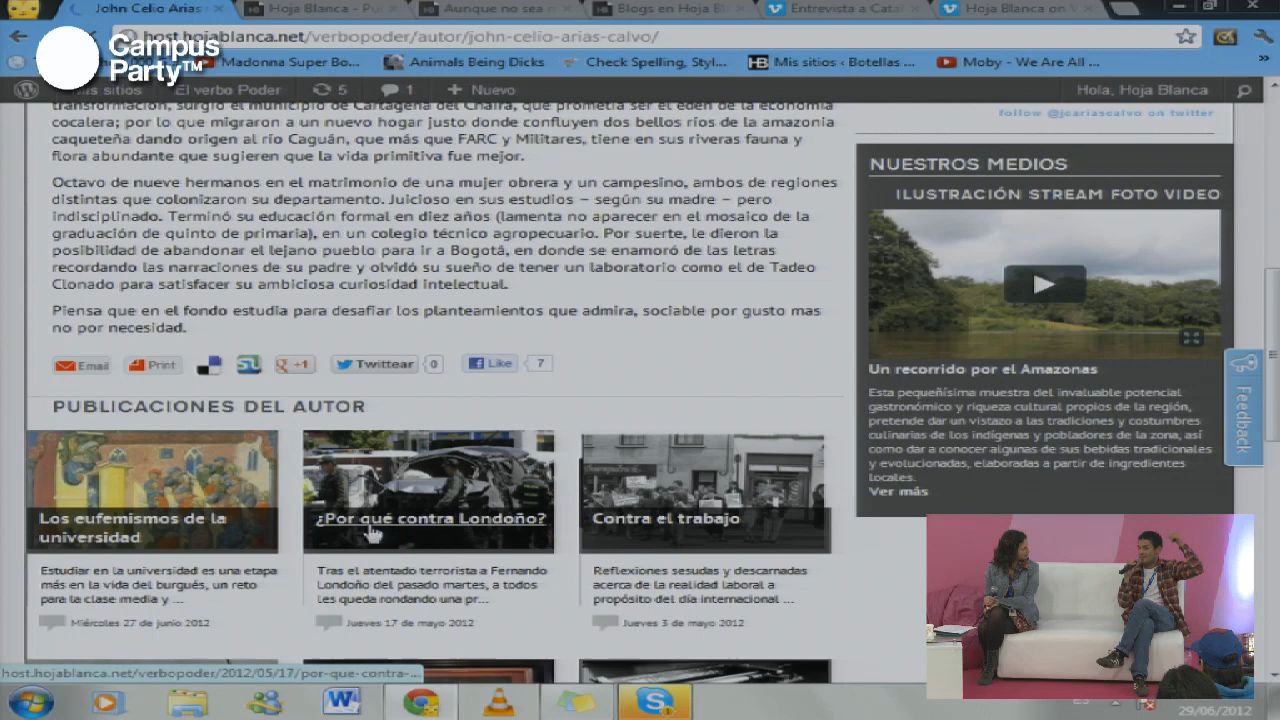 John Celio Arias
Hoja Blanca - Pu
Aunque no sea
Blogs en Hoja Bl
Entrevista a Cata
Hoja Blanca on V
host.hojablanca.net/verbopoder/autor/john-celio-arias-calvo/
Campus
Party™
Madonna Super Bo...
Animals Being Dicks
Check Spelling, Styl...
HB Mis sitios ‹ Botellas ...
Moby - We Are All ...
»
Mis sitios
El verbo Poder
5
1
+ Nuevo
Hola, Hoja Blanca
transformación, surgió el municipio de Cartagena del Chairá, que prometía ser el edén de la economía
cocalera; por lo que migraron a un nuevo hogar justo donde confluyen dos bellos ríos de la amazonia
caqueteña dando origen al río Caguán, que más que FARC y Militares, tiene en sus riveras fauna y
flora abundante que sugieren que la vida primitiva fue mejor.
Octavo de nueve hermanos en el matrimonio de una mujer obrera y un campesino, ambos de regiones
distintas que colonizaron su departamento. Juicioso en sus estudios – según su madre – pero
indisciplinado. Terminó su educación formal en diez años (lamenta no aparecer en el mosaico de la
graduación de quinto de primaria), en un colegio técnico agropecuario. Por suerte, le dieron la
posibilidad de abandonar el lejano pueblo para ir a Bogotá, en donde se enamoró de las letras
recordando las narraciones de su padre y olvidó su sueño de tener un laboratorio como el de Tadeo
Clonado para satisfacer su ambiciosa curiosidad intelectual.
Piensa que en el fondo estudia para desafiar los planteamientos que admira, sociable por gusto mas
no por necesidad.
Email
Print
+1
Twittear
0
Like
7
PUBLICACIONES DEL AUTOR
Los eufemismos de la
universidad
Estudiar en la universidad es una etapa
más en la vida del burgués, un reto
para la clase media y ...
Miércoles 27 de junio 2012
¿Por qué contra Londoño?
Tras el atentado terrorista a Fernando
Londoño del pasado martes, a todos
les queda rondando una pr...
Jueves 17 de mayo 2012
Contra el trabajo
Reflexiones sesudas y descarnadas
acerca de la realidad laboral a
propósito del día internacional ...
Jueves 3 de mayo 2012
follow @jcariascalvo on twitter
NUESTROS MEDIOS
ILUSTRACIÓN STREAM FOTO VIDEO
Un recorrido por el Amazonas
Esta pequeñísima muestra del invaluable potencial
gastronómico y riqueza cultural propios de la región,
pretende dar un vistazo a las tradiciones y costumbres
culinarias de los indígenas y pobladores de la zona, así
como dar a conocer algunas de sus bebidas tradicionales
y evolucionadas, elaboradas a partir de ingredientes
locales.
Ver más
Feedback
host.hojablanca.net/verbopoder/2012/05/17/por-que-contra-...
ES
29/06/2012